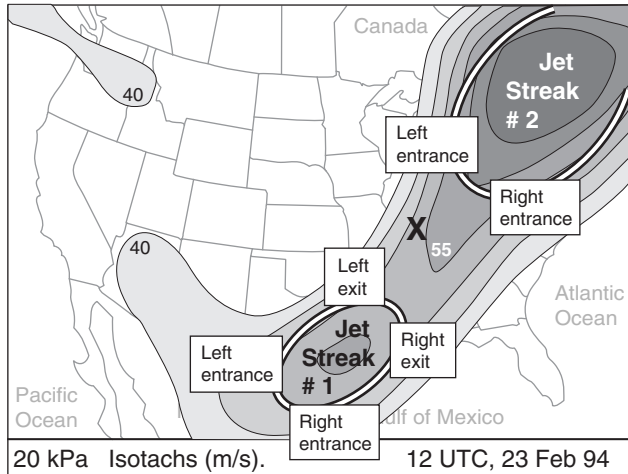 Canada
Jet
Streak
# 2
40
Left
entrance
Right
entrance
X
55
40
Left
exit
Atlantic
Ocean
Jet
Streak
# 1
Right
exit
Left
entrance
Pacific
Ocean
Right
entrance
ulf of Mexico
20 kPa Isotachs (m/s). 12 UTC, 23 Feb 94